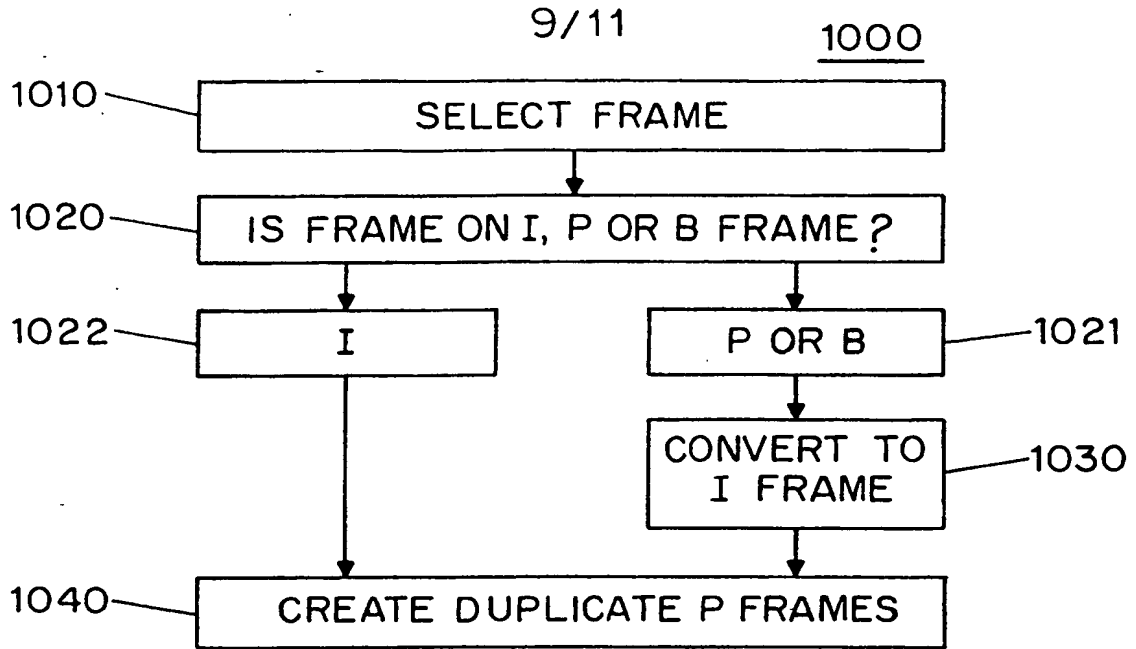 9/11
1000
1010
SELECT FRAME
1020
IS FRAME ON I, P OR B FRAME?
1022
I
P OR B
1021
CONVERT TO
I FRAME
1030
1040
CREATE DUPLICATE P FRAMES